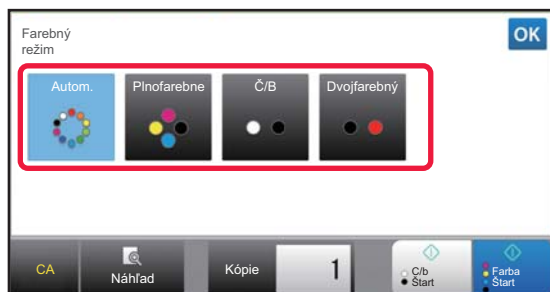 Farebný
režim
OK
Autom.
Plnofarebne
Č/B
Dvojfarebný
CA
Náhľad
Kópie
1
C/b
Štart
Farba
Štart